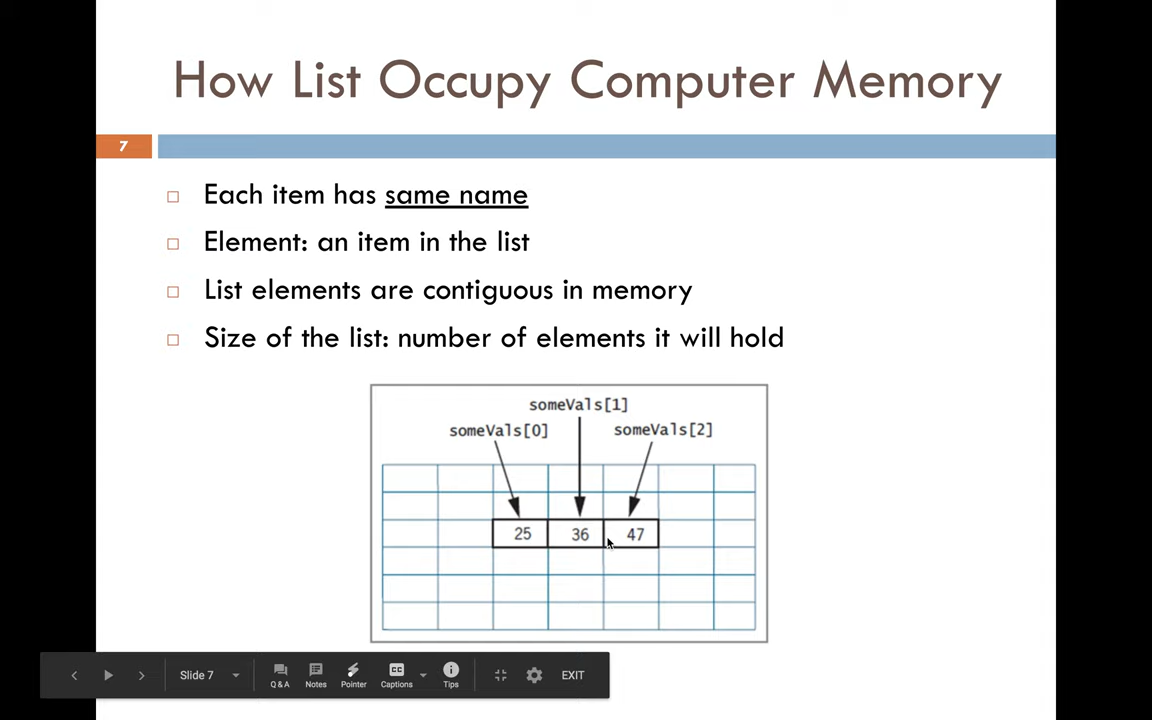 How List Occupy Computer Memory
7
Each item has same name
Element: an item in the list
List elements are contiguous in memory
Size of the list: number of elements it will hold
someVals[1]
someVals[0]
someVals[2]
25 36 47
Slide 7
Q&A
Notes
Pointer
CC
Captions
Tips
EXIT